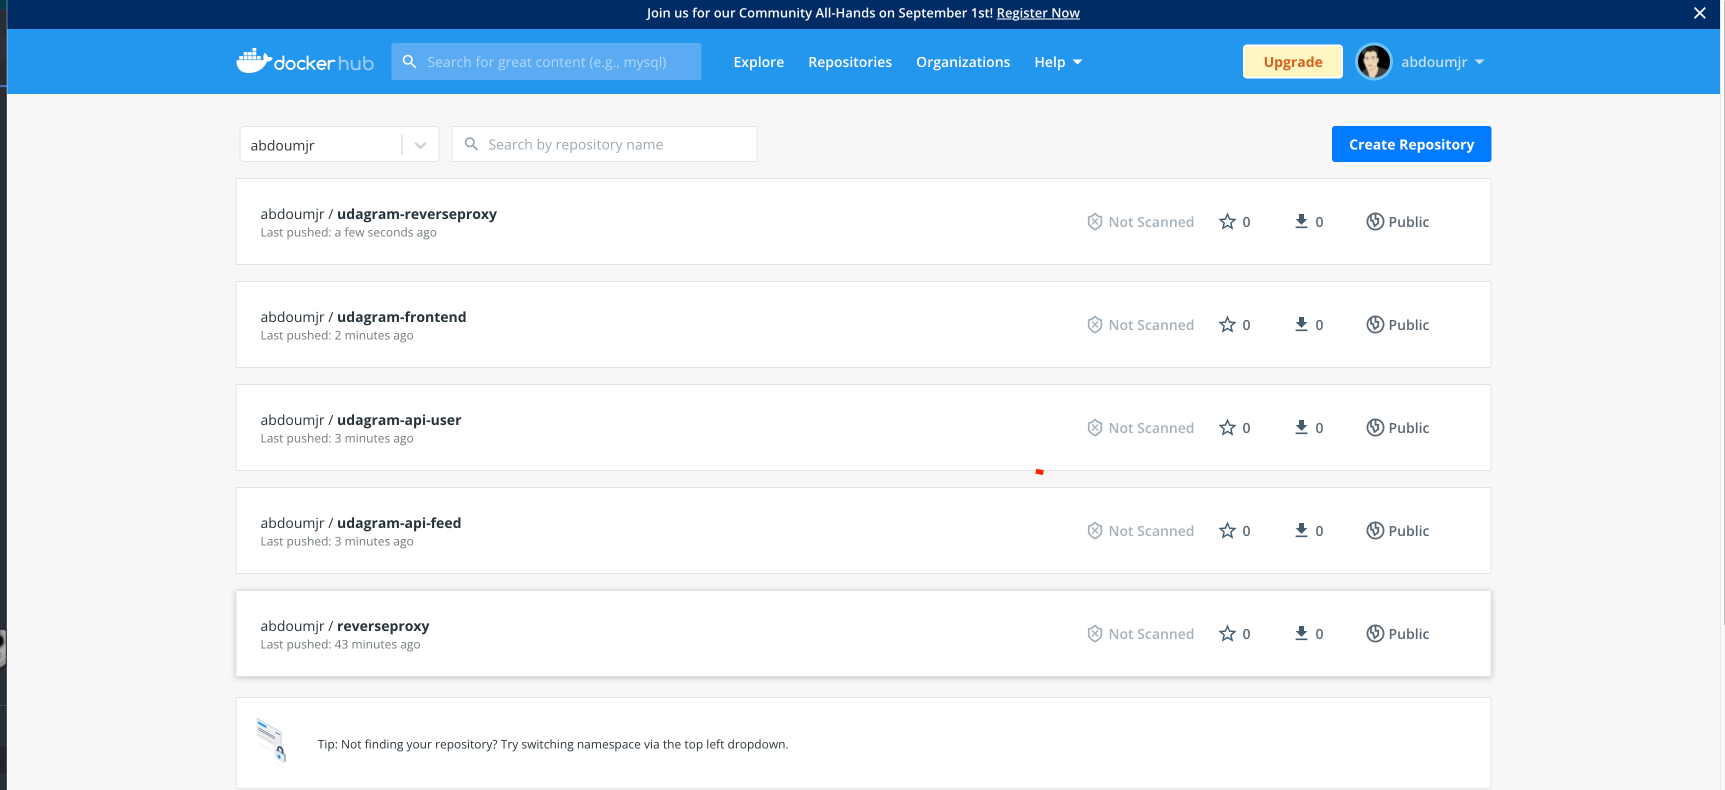 Join us for our Community All-Hands on September 1st! Register Now
docker hub
Search for great content (e.g., mysql)
Explore
Repositories
Organizations
Help
Upgrade
abdoumjr
abdoumjr
Search by repository name
Create Repository
abdoumjr / udagram-reverseproxy
Last pushed: a few seconds ago
Not Scanned
0
0
Public
abdoumjr / udagram-frontend
Last pushed: 2 minutes ago
Not Scanned
0
0
Public
abdoumjr / udagram-api-user
Last pushed: 3 minutes ago
Not Scanned
0
0
Public
abdoumjr / udagram-api-feed
Last pushed: 3 minutes ago
Not Scanned
0
0
Public
abdoumjr / reverseproxy
Last pushed: 43 minutes ago
Not Scanned
0
0
Public
Tip: Not finding your repository? Try switching namespace via the top left dropdown.